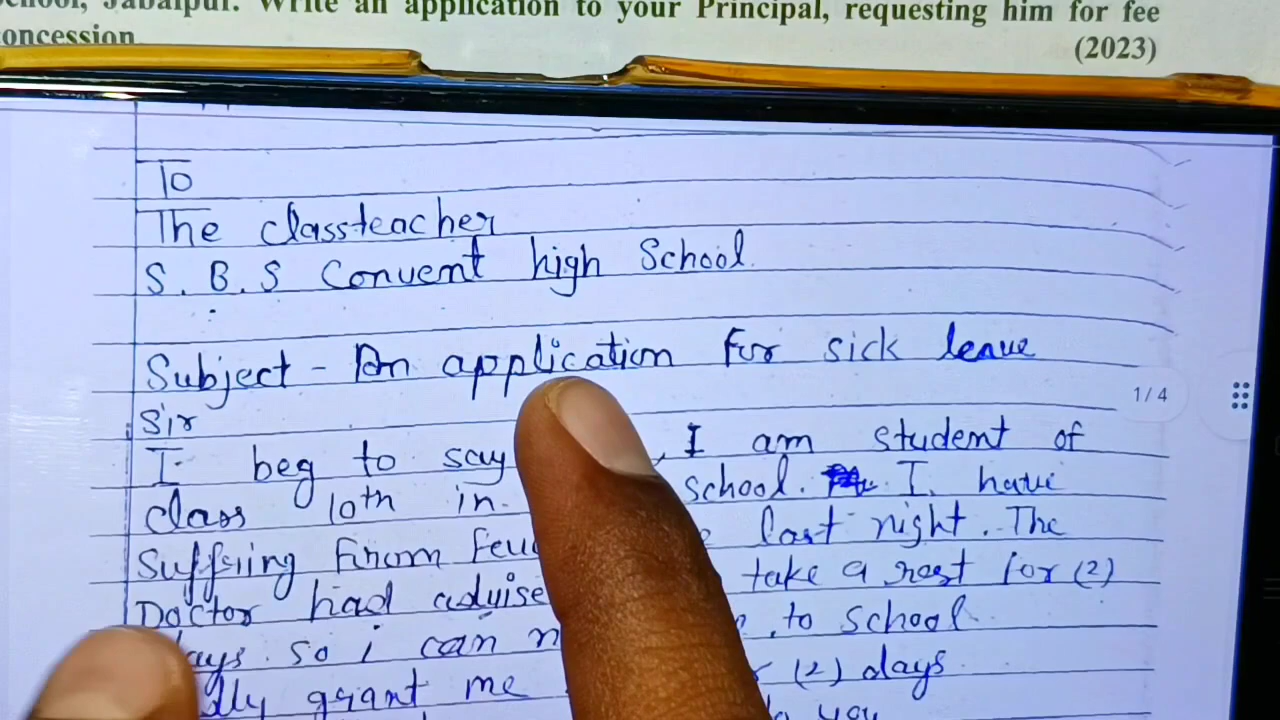 School, Jabalpur. Write an application to your Principal, requesting him for fee
concession
(2023)
To
The classteacher
S. B. S Convent high School.
Subject - An application for sick leave
Sir
I beg to say , I am student of
class 10th in. school. I have
Suffring From last night. The
Doctor had advise take a rest for (2)
days. So i can to school.
grant me (2) days
you
1/4